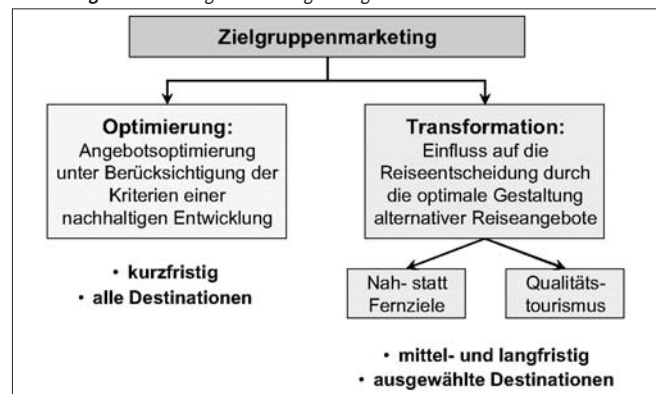 Zielgruppenmarketing
Optimierung:
Angebotsoptimierung
unter Berücksichtigung der
Kriterien einer
nachhaltigen Entwicklung
• kurzfristig
• alle Destinationen
Transformation:
Einfluss auf die
Reiseentscheidung durch
die optimale Gestaltung
alternativer Reiseangebote
Nah- statt
Fernziele
Qualitäts-
tourismus
• mittel- und langfristig
• ausgewählte Destinationen